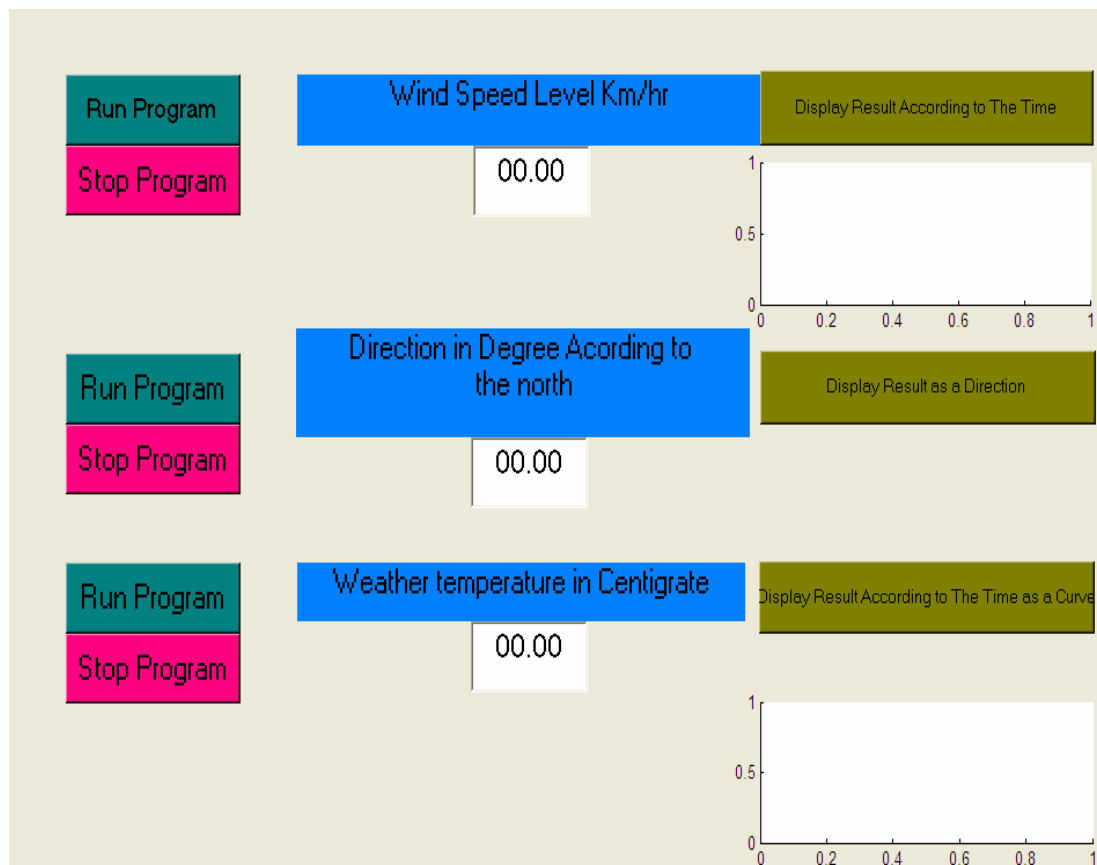 Run Program
Stop Program
Wind Speed Level Km/hr
00.00
Display Result According to The Time
1
0.5
0
0 0.2 0.4 0.6 0.8 1
Run Program
Stop Program
Direction in Degree Acording to
the north
00.00
Display Result as a Direction
Run Program
Stop Program
Weather temperature in Centigrate
00.00
Display Result According to The Time as a Curve
1
0.5
0
0 0.2 0.4 0.6 0.8 1